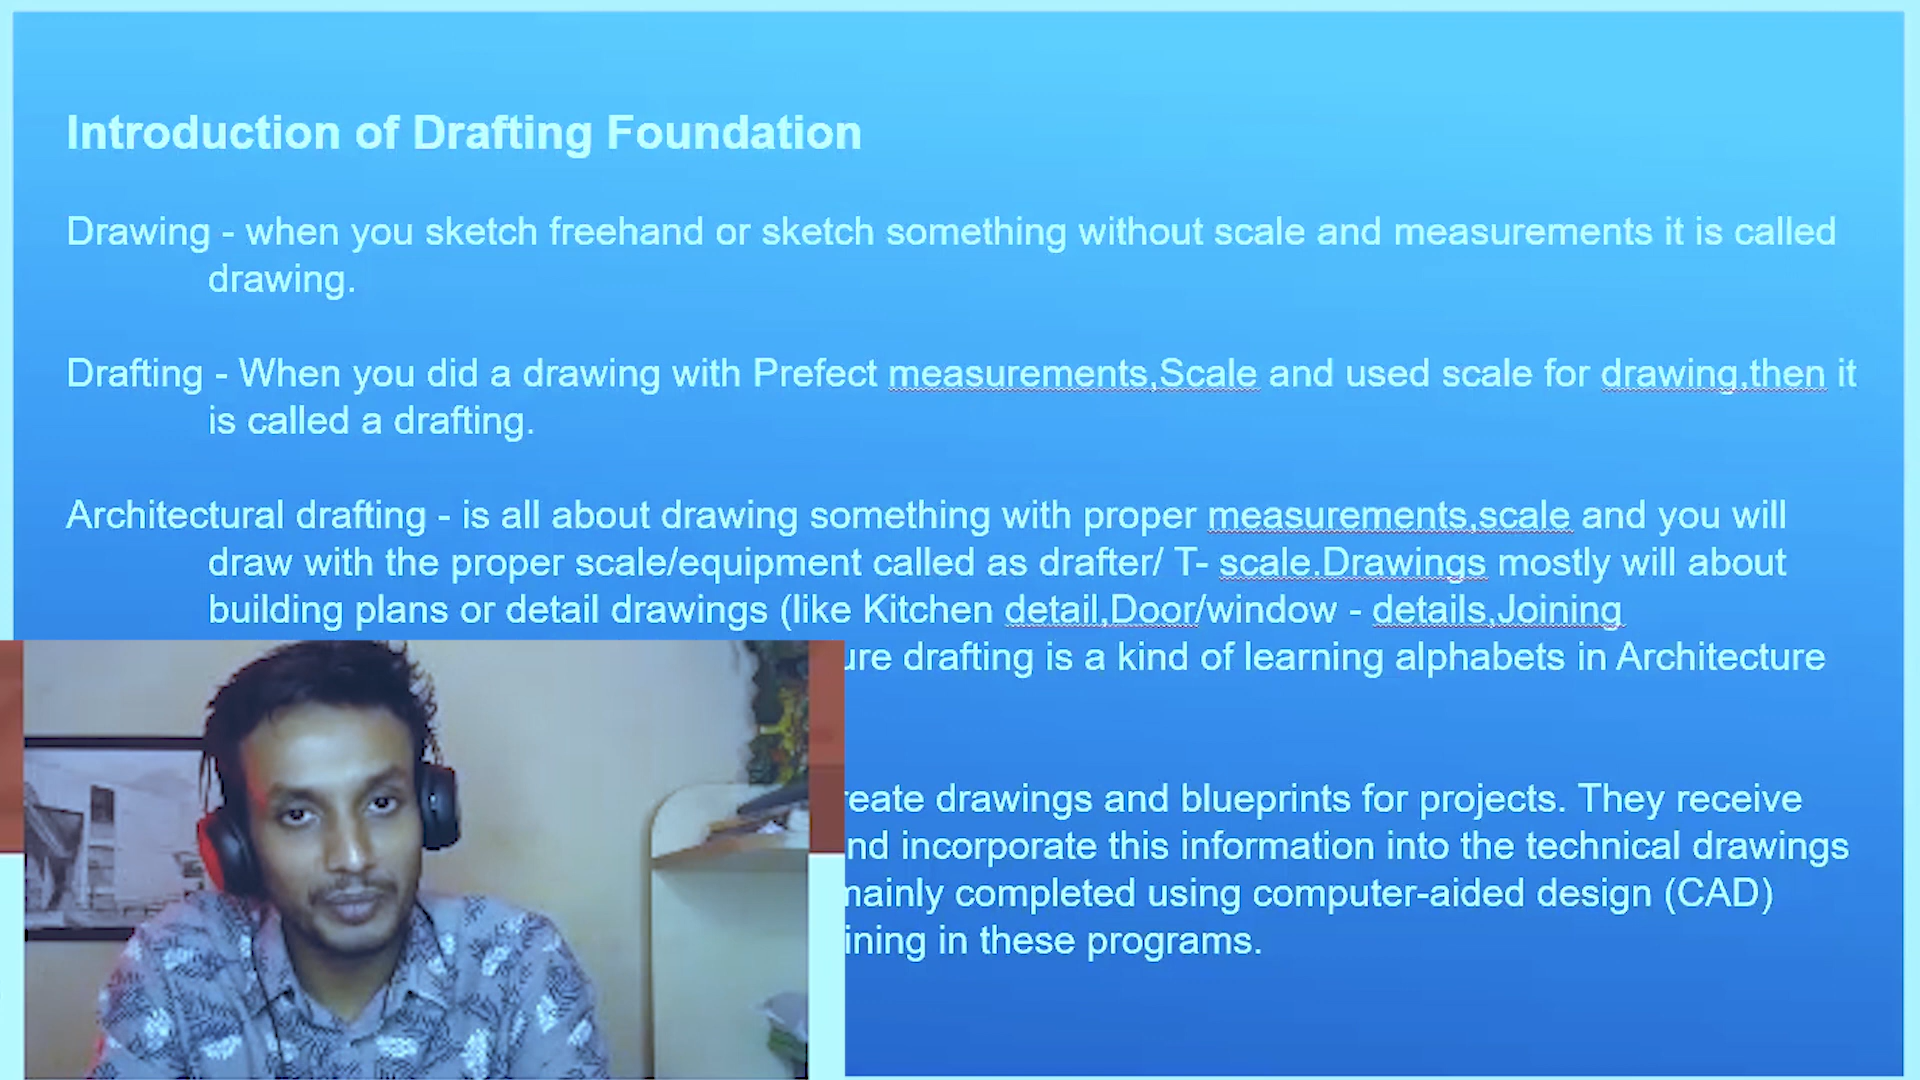 Introduction of Drafting Foundation
Drawing - when you sketch freehand or sketch something without scale and measurements it is called
drawing.
Drafting - When you did a drawing with Prefect measurements,Scale and used scale for drawing,then it
is called a drafting.
Architectural drafting - is all about drawing something with proper measurements,scale and you will
draw with the proper scale/equipment called as drafter/ T- scale.Drawings mostly will about
building plans or detail drawings (like Kitchen detail,Door/window - details,Joining
drafting is a kind of learning alphabets in Architecture
drawings and blueprints for projects. They receive
incorporate this information into the technical drawings
completed using computer-aided design (CAD)
in these programs.